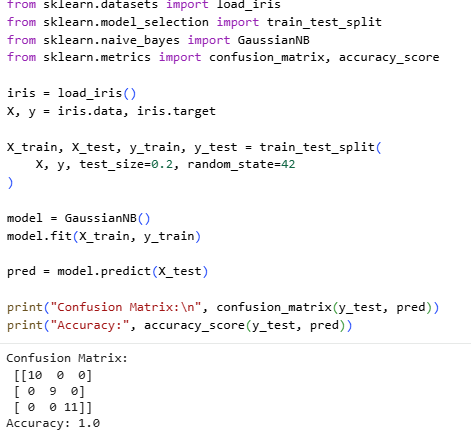 from sklearn.datasets import load_iris
from sklearn.model_selection import train_test_split
from sklearn.naive_bayes import GaussianNB
from sklearn.metrics import confusion_matrix, accuracy_score

iris = load_iris()
X, y = iris.data, iris.target

X_train, X_test, y_train, y_test = train_test_split(
    X, y, test_size=0.2, random_state=42
)

model = GaussianNB()
model.fit(X_train, y_train)

pred = model.predict(X_test)

print("Confusion Matrix:\n", confusion_matrix(y_test, pred))
print("Accuracy:", accuracy_score(y_test, pred))

Confusion Matrix:
 [[10  0  0]
 [ 0  9  0]
 [ 0  0 11]]
Accuracy: 1.0